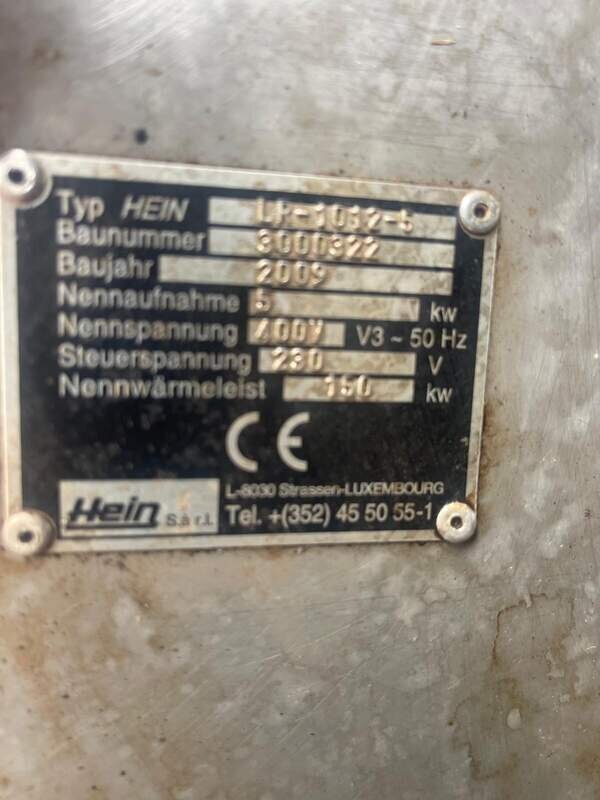 Typ HEIN
Baunummer 3000322
Baujahr 2009
Nennaufnahme 5 kw
Nennspannung 400V V3 ~ 50 Hz
Steuerspannung 230 V
Nennwärmeleist 150 kw
CE
L-8030 Strassen-LUXEMBOURG
Hein S.à r.l. Tel. +(352) 45 50 55-1